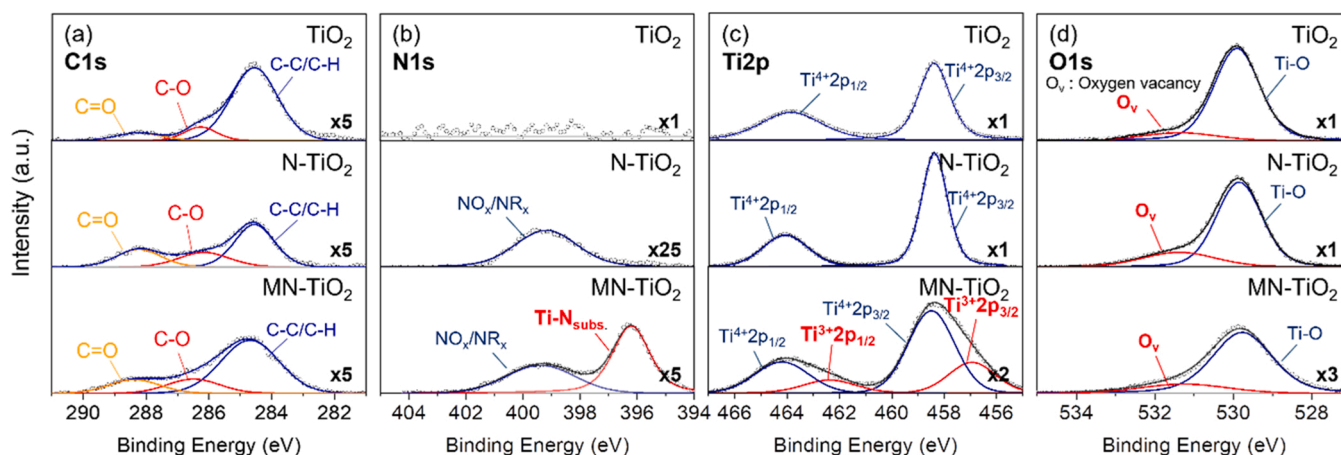 (a)
C1s
TiO2
C=O
C-O
C-C/C-H
x5
N-TiO2
C=O
C-O
C-C/C-H
x5
MN-TiO2
C=O
C-O
C-C/C-H
x5
290 288 286 284 282
Binding Energy (eV)
Intensity (a.u.)
(b)
N1s
TiO2
x1
N-TiO2
NOx/NRx
x25
MN-TiO2
NOx/NRx
Ti-Nsubs.
x5
404 402 400 398 396 394
Binding Energy (eV)
(c)
Ti2p
TiO2
Ti4+2p1/2
Ti4+2p3/2
x1
N-TiO2
Ti4+2p1/2
Ti4+2p3/2
x1
MN-TiO2
Ti4+2p1/2
Ti3+2p1/2
Ti4+2p3/2
Ti3+2p3/2
x2
466 464 462 460 458 456
Binding Energy (eV)
(d)
O1s
TiO2
Ov : Oxygen vacancy
Ov
Ti-O
x1
N-TiO2
Ov
Ti-O
x1
MN-TiO2
Ov
Ti-O
x3
534 532 530 528
Binding Energy (eV)